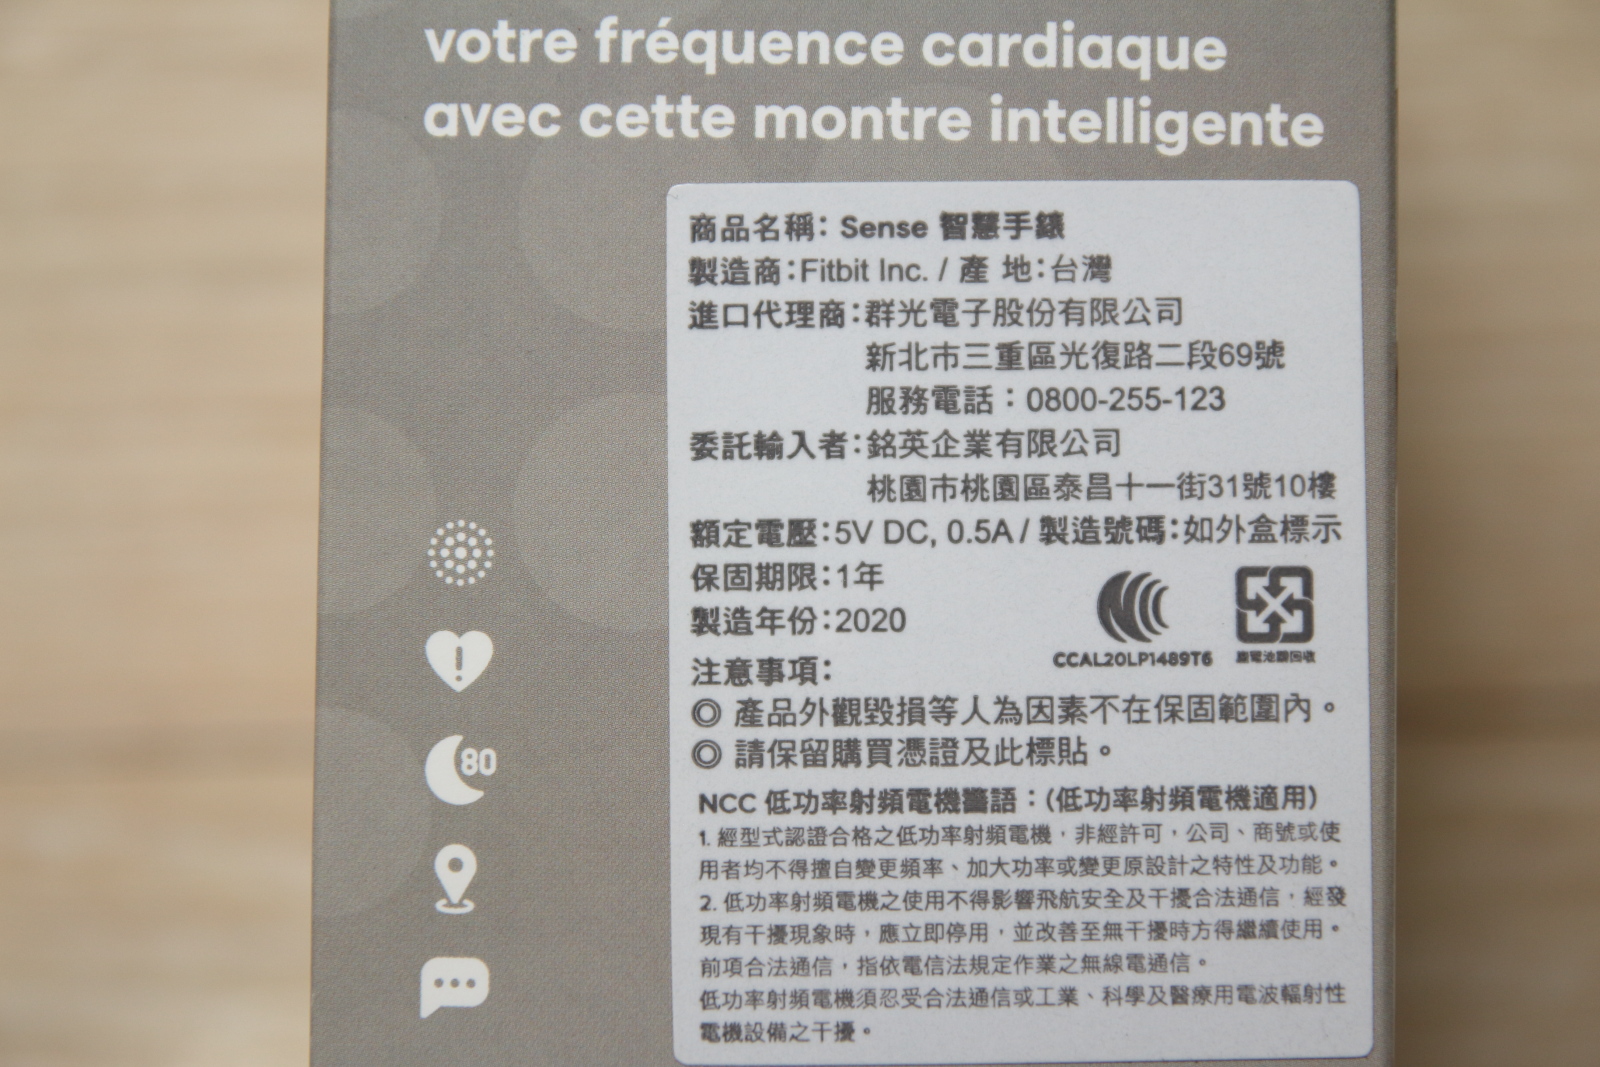 votre fréquence cardiaque
avec cette montre intelligente
商品名稱: Sense 智慧手錶
製造商:Fitbit Inc. / 產 地:台灣
進口代理商:群光電子股份有限公司
新北市三重區光復路二段69號
服務電話：0800-255-123
委託輸入者:銘英企業有限公司
桃園市桃園區泰昌十一街31號10樓
額定電壓:5V DC, 0.5A / 製造號碼:如外盒標示
保固期限:1年
製造年份:2020
CCAL20LP1489T6
廢電池請回收
注意事項:
◎ 產品外觀毀損等人為因素不在保固範圍內。
◎ 請保留購買憑證及此標貼。
80
NCC 低功率射頻電機警語：(低功率射頻電機適用)
1. 經型式認證合格之低功率射頻電機，非經許可，公司、商號或使
用者均不得擅自變更頻率、加大功率或變更原設計之特性及功能。
2. 低功率射頻電機之使用不得影響飛航安全及干擾合法通信，經發
現有干擾現象時，應立即停用，並改善至無干擾時方得繼續使用。
前項合法通信，指依電信法規定作業之無線電通信。
低功率射頻電機須忍受合法通信或工業、科學及醫療用電波輻射性
電機設備之干擾。